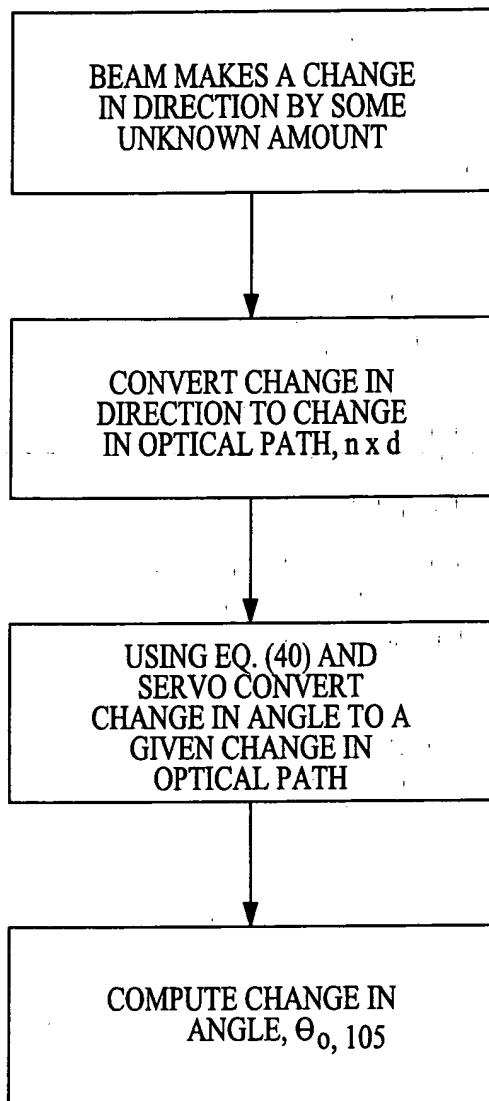 BEAM MAKES A CHANGE
IN DIRECTION BY SOME
UNKNOWN AMOUNT
CONVERT CHANGE IN
DIRECTION TO CHANGE
IN OPTICAL PATH, n x d
USING EQ. (40) AND
SERVO CONVERT
CHANGE IN ANGLE TO A
GIVEN CHANGE IN
OPTICAL PATH
COMPUTE CHANGE IN
ANGLE, Θo, 105